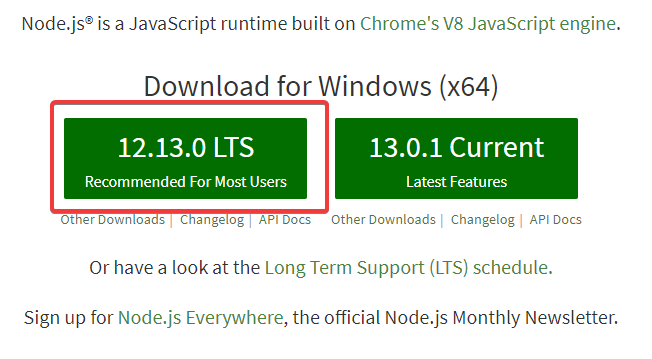 Node.js® is a JavaScript runtime built on Chrome's V8 JavaScript engine.
Download for Windows (x64)
12.13.0 LTS
Recommended For Most Users
13.0.1 Current
Latest Features
Other Downloads | Changelog | API Docs
Other Downloads | Changelog | API Docs
Or have a look at the Long Term Support (LTS) schedule.
Sign up for Node.js Everywhere, the official Node.js Monthly Newsletter.